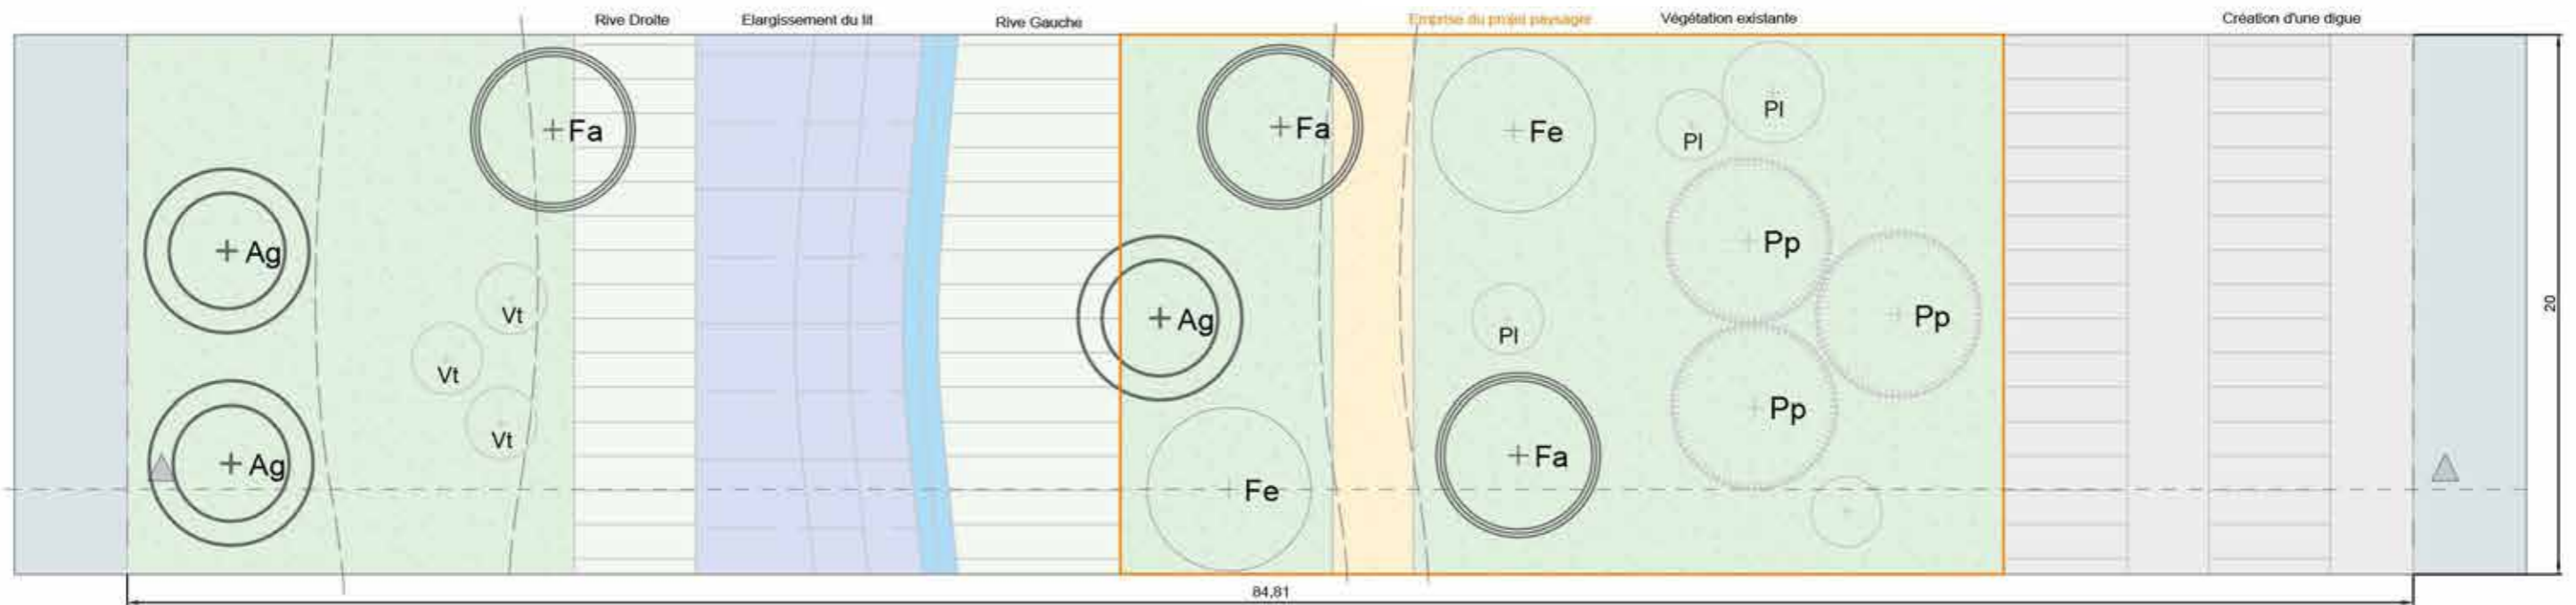 Rive Droite
Elargissement du lit
Rive Gauche
Emprise du projet paysager
Végétation existante
Création d'une digue
Fa
Fa
Fe
Pl
Pl
Ag
Pp
Vt
Ag
Pl
Pp
20
Vt
Vt
Pp
Ag
Fa
Fe
84,81